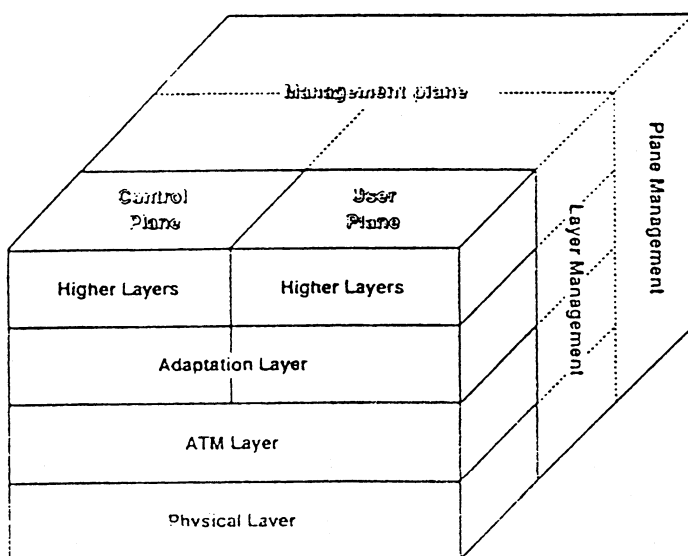 Management plane
Control
Plane
User
Plane
Higher Layers
Higher Layers
Adaptation Layer
ATM Layer
Physical Layer
Layer Management
Plane Management